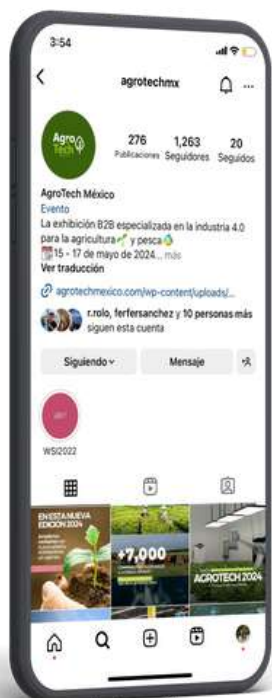 3:54
agrotechmx
Agro
Tech
276 1,263 20
Publicaciones Seguidores Seguidos
AgroTech México
Evento
La exhibición B2B especializada en la industria 4.0
para la agricultura y pesca
15 - 17 de mayo de 2024... más
Ver traducción
agrotechmexico.com/wp-content/uploads/...
r.rolo, ferfersanchez y 10 personas más
siguen esta cuenta
Siguiendo Mensaje
WSI2022
EN ESTA NUEVA
EDICIÓN 2024
+7,000
AGROTECH 2024